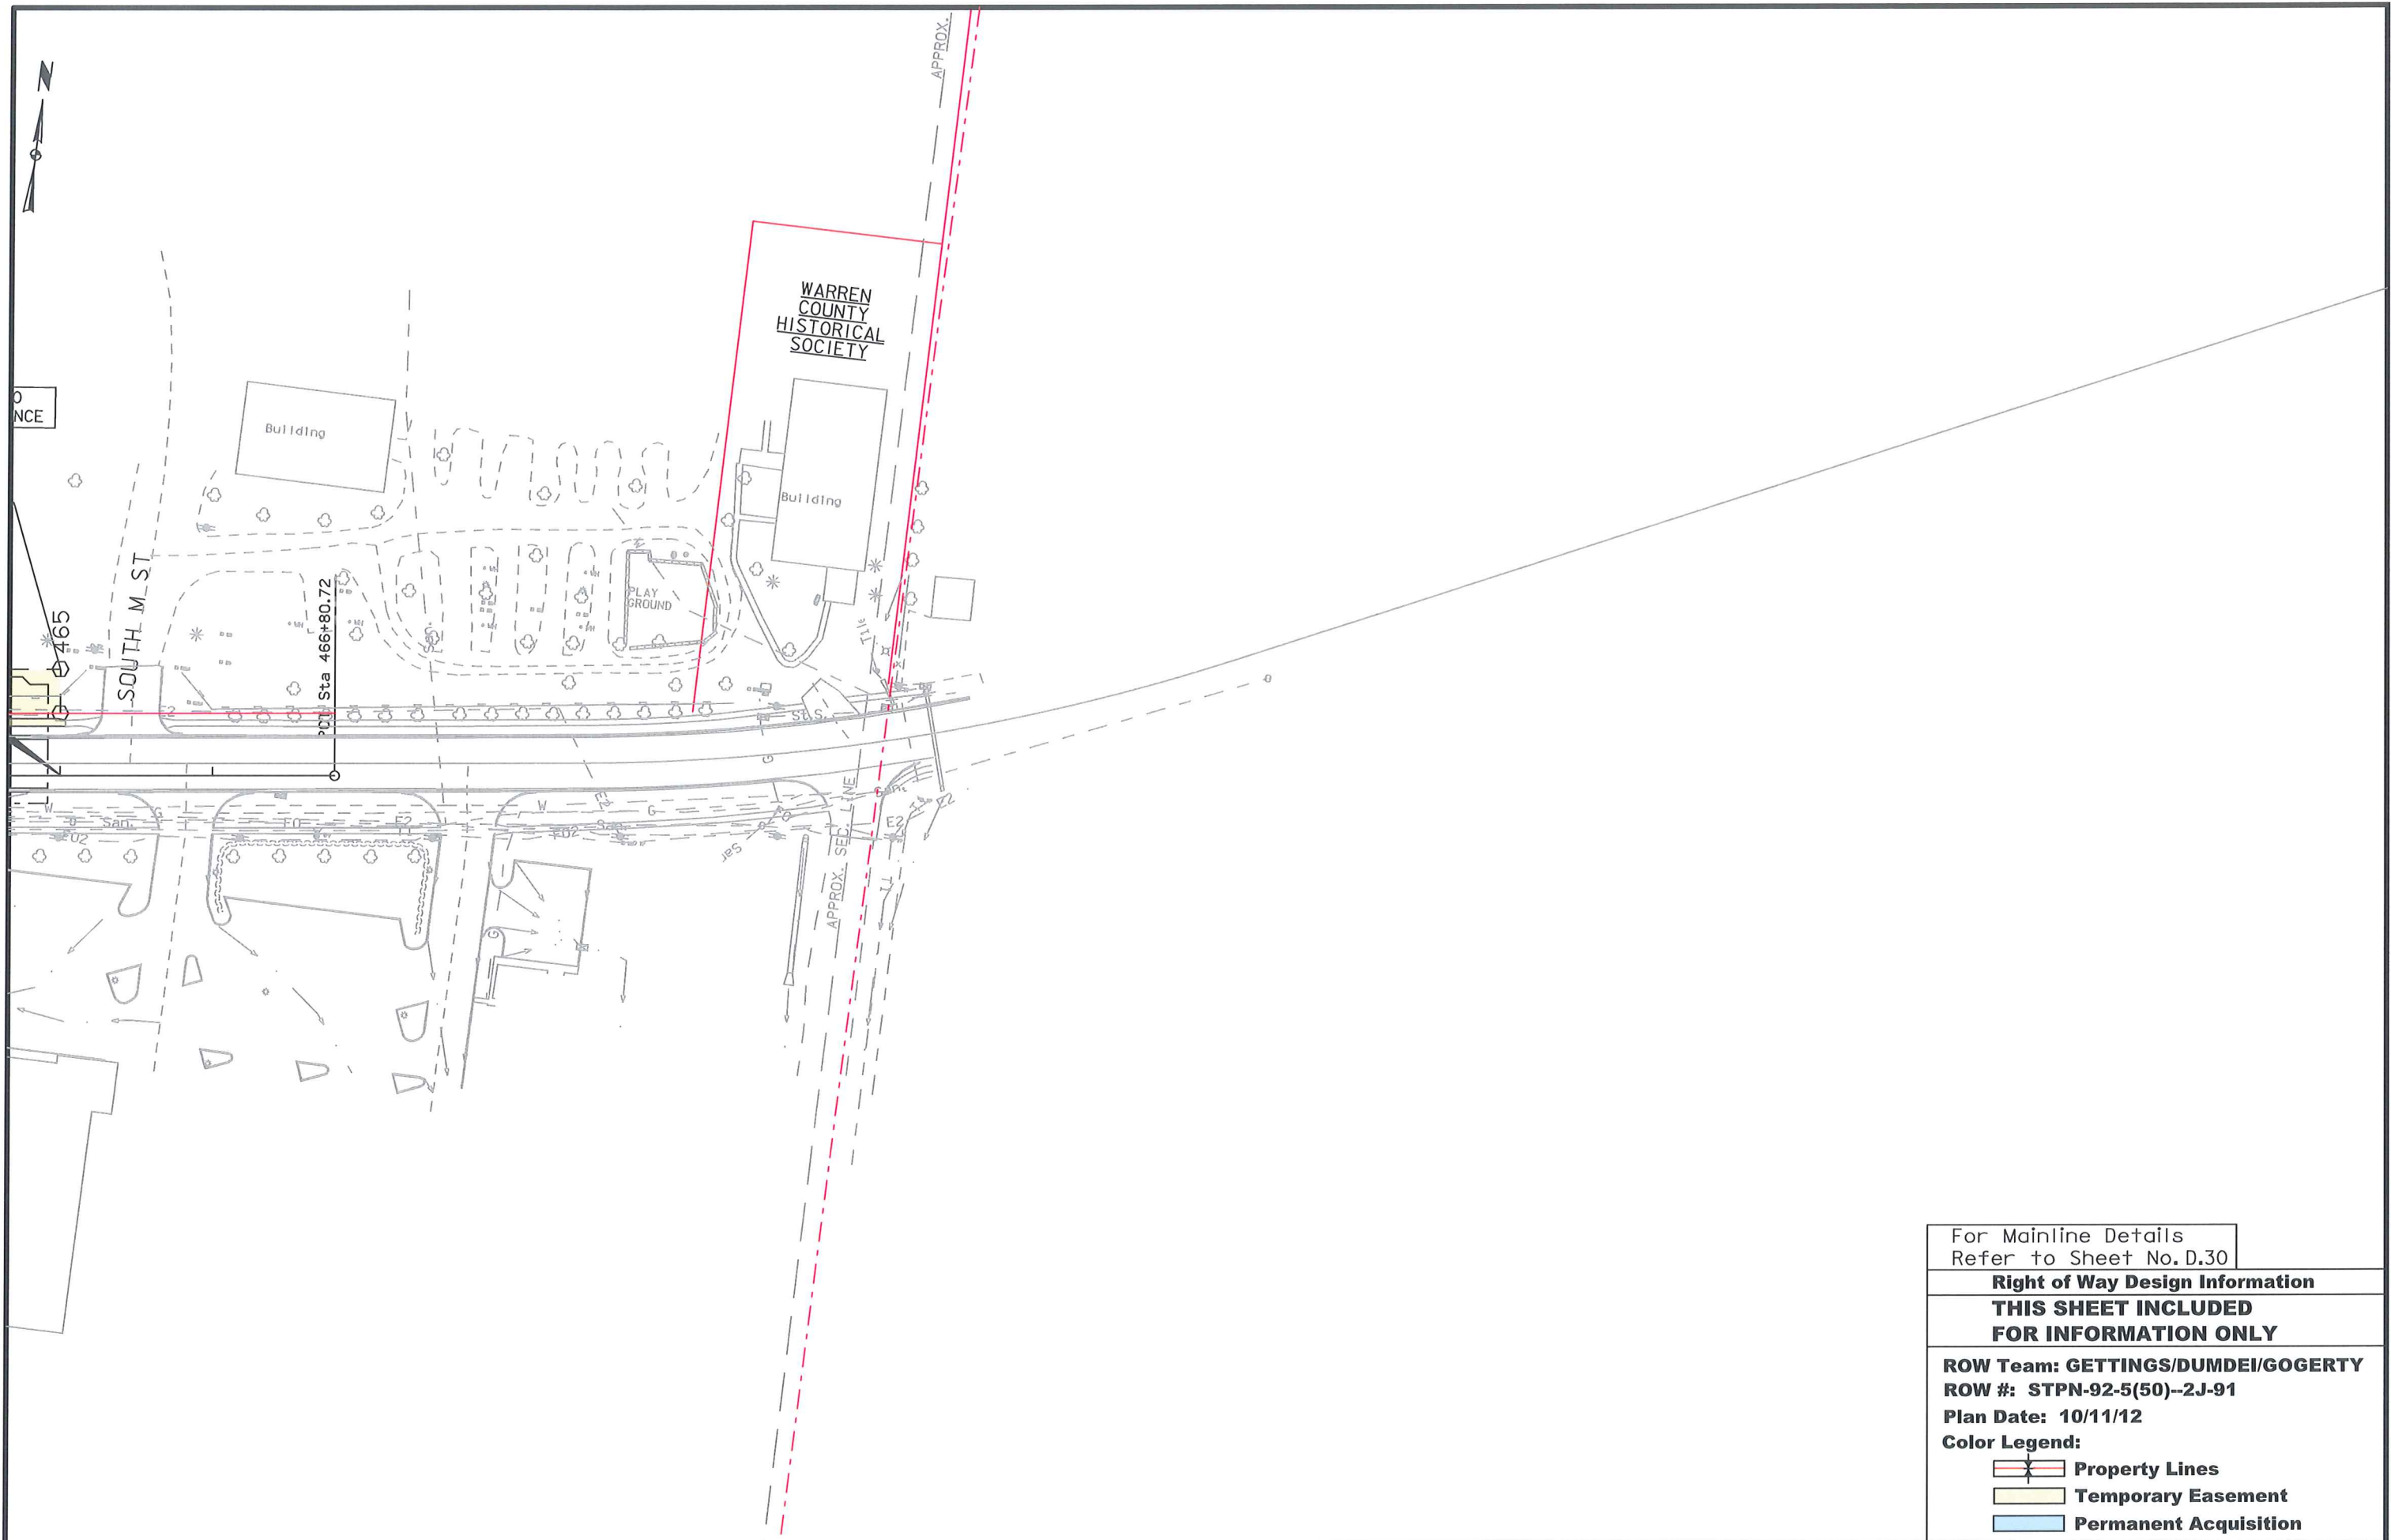 N
APPROX.
WARREN
COUNTY
HISTORICAL
SOCIETY
NCE
Building
Building
SOUTH M ST
465
Sta 466+80.72
PLAY
GROUND
San.
Tile
St.S.
G
W
G
E2
San.
E2
APPROX. SEC. LINE
G
For Mainline Details
Refer to Sheet No. D.30
Right of Way Design Information
THIS SHEET INCLUDED
FOR INFORMATION ONLY
ROW Team: GETTINGS/DUMDEI/GOGERTY
ROW #: STPN-92-5(50)--2J-91
Plan Date: 10/11/12
Color Legend:
Property Lines
Temporary Easement
Permanent Acquisition